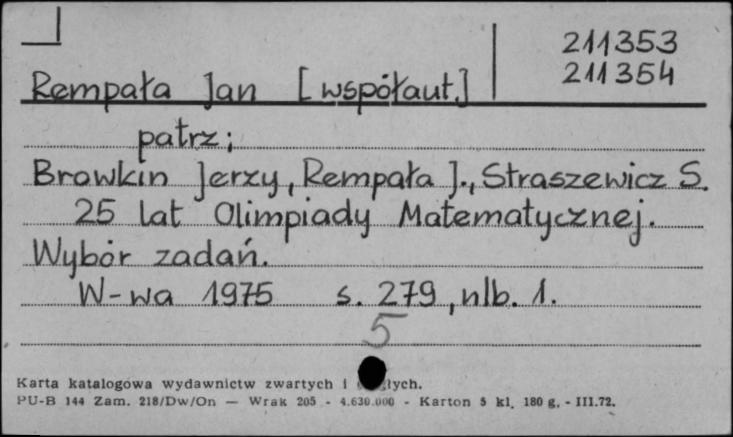 211353
211354
Rempała Jan [współaut.]
patrz;
Browkin Jerzy, Rempała J., Straszewicz S.
25 lat Olimpiady Matematycznej.
Wybór zadań.
W-wa 1975 s. 279, nlb. 1.
5
Karta katalogowa wydawnictw zwartych i
PU-B 144 Zam. 218/Dw/On — Wrak 205 - 4.630.000 - Karton 5 kl. 180 g. - III.72.